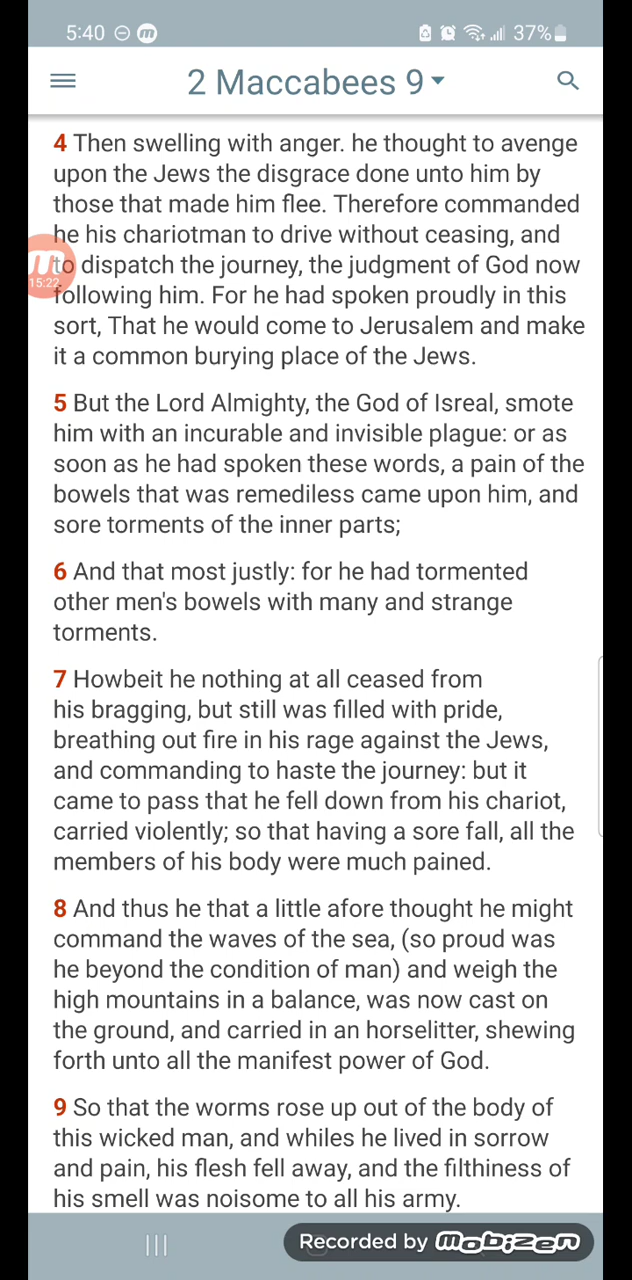 5:40 m 37%
2 Maccabees 9
4 Then swelling with anger. he thought to avenge
upon the Jews the disgrace done unto him by
those that made him flee. Therefore commanded
he his chariotman to drive without ceasing, and
to dispatch the journey, the judgment of God now
following him. For he had spoken proudly in this
sort, That he would come to Jerusalem and make
it a common burying place of the Jews.
m
15:22
5 But the Lord Almighty, the God of Isreal, smote
him with an incurable and invisible plague: or as
soon as he had spoken these words, a pain of the
bowels that was remediless came upon him, and
sore torments of the inner parts;
6 And that most justly: for he had tormented
other men's bowels with many and strange
torments.
7 Howbeit he nothing at all ceased from
his bragging, but still was filled with pride,
breathing out fire in his rage against the Jews,
and commanding to haste the journey: but it
came to pass that he fell down from his chariot,
carried violently; so that having a sore fall, all the
members of his body were much pained.
8 And thus he that a little afore thought he might
command the waves of the sea, (so proud was
he beyond the condition of man) and weigh the
high mountains in a balance, was now cast on
the ground, and carried in an horselitter, shewing
forth unto all the manifest power of God.
9 So that the worms rose up out of the body of
this wicked man, and whiles he lived in sorrow
and pain, his flesh fell away, and the filthiness of
his smell was noisome to all his army.
Recorded by mobizen